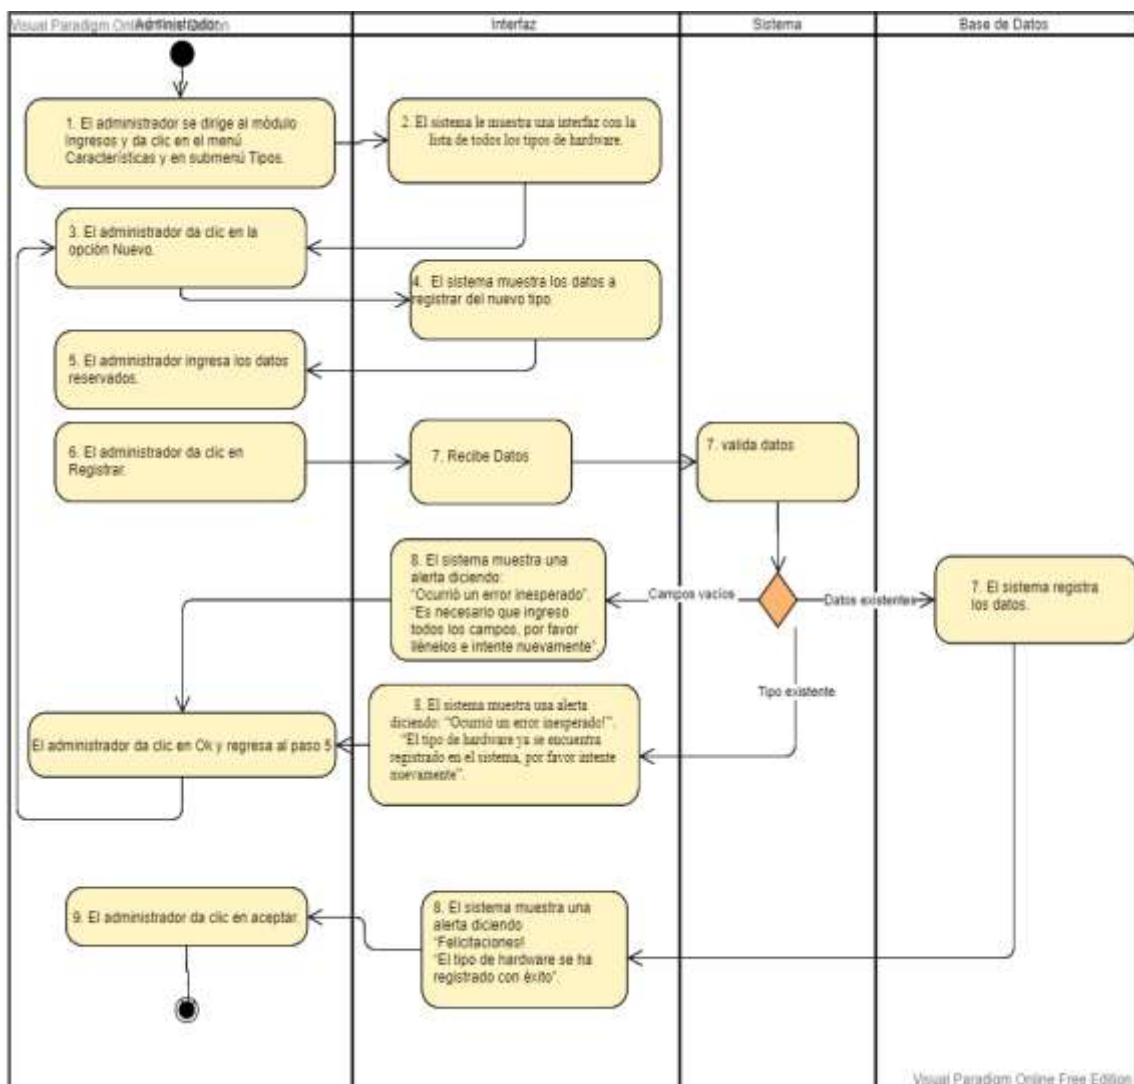 Visual Paradigm Online Free Edition
Administrador
Interfaz
Sistema
Base de Datos
1. El administrador se dirige al módulo
Ingresos y da clic en el menú
Características y en submenú Tipos.
2. El sistema le muestra una interfaz con la
lista de todos los tipos de hardware.
3. El administrador da clic en la
opción Nuevo.
4. El sistema muestra los datos a
registrar del nuevo tipo
5. El administrador ingresa los datos
reservados.
6. El administrador da clic en
Registrar.
7. Recibe Datos
7. valida datos
8. El sistema muestra una
alerta diciendo:
“Ocurrió un error inesperado”.
“Es necesario que ingreso
todos los campos, por favor
llénelos e intente nuevamente”.
Campos vacíos
Datos existentes
7. El sistema registra
los datos.
Tipo existente
8. El sistema muestra una alerta
diciendo: “Ocurrió un error inesperado!”.
“El tipo de hardware ya se encuentra
registrado en el sistema, por favor intente
nuevamente”.
El administrador da clic en Ok y regresa al paso 5
9. El administrador da clic en aceptar
8. El sistema muestra una
alerta diciendo
“Felicitaciones!
“El tipo de hardware se ha
registrado con éxito”.
Visual Paradigm Online Free Edition